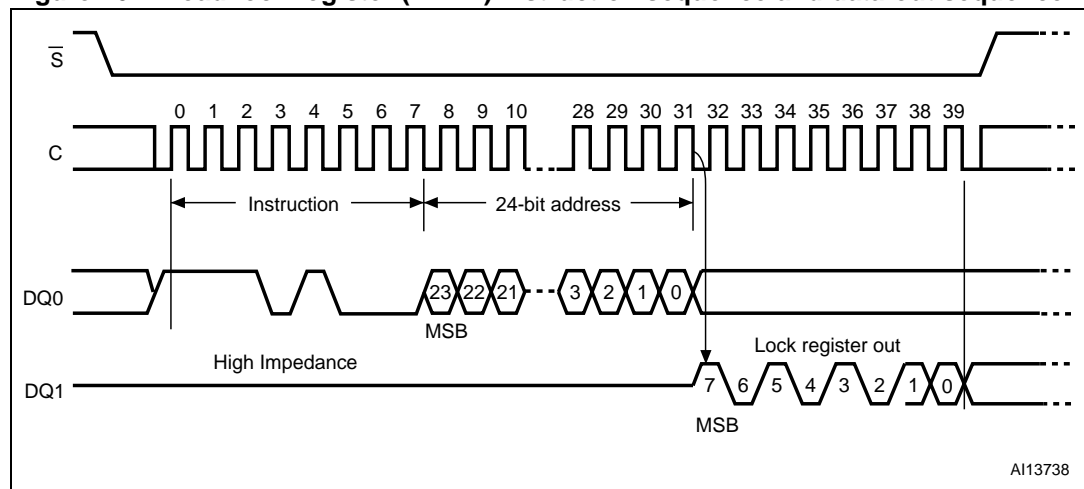 S
0 1 2 3 4 5 6 7 8 9 10 28 29 30 31 32 33 34 35 36 37 38 39
C
Instruction 24-bit address
DQ0 23 22 21 3 2 1 0
MSB
High Impedance Lock register out
DQ1 7 6 5 4 3 2 1 0
MSB
AI13738